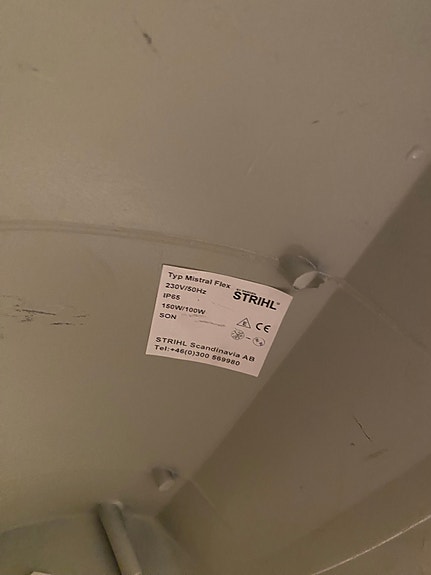 Typ Mistral Flex
230V/50Hz
IP65
150W/100W
SON
STRIHL
CE
STRIHL Scandinavia AB
Tel:+46(0)300 569980